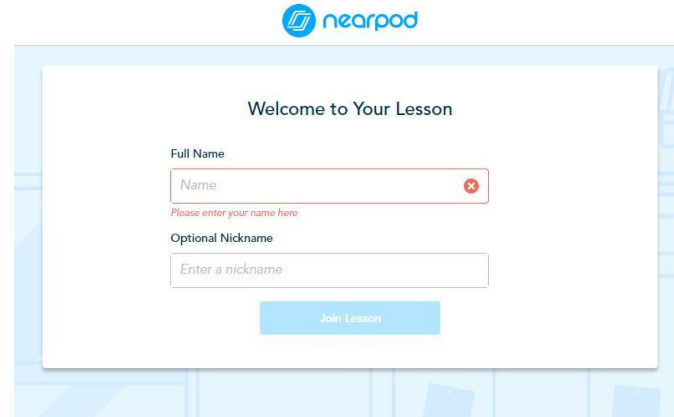 nearpod
Welcome to Your Lesson
Full Name
Name
Please enter your name here
Optional Nickname
Enter a nickname
Join Lesson